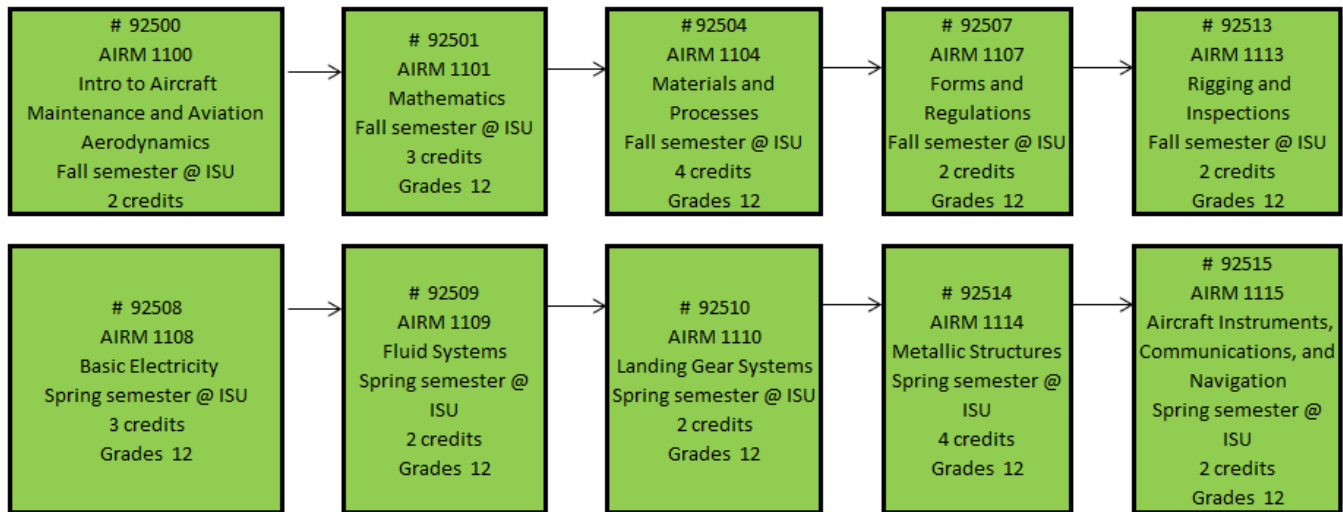 # 92500
AIRM 1100
Intro to Aircraft
Maintenance and Aviation
Aerodynamics
Fall semester @ ISU
2 credits
# 92501
AIRM 1101
Mathematics
Fall semester @ ISU
3 credits
Grades 12
# 92504
AIRM 1104
Materials and
Processes
Fall semester @ ISU
4 credits
Grades 12
# 92507
AIRM 1107
Forms and
Regulations
Fall semester @ ISU
2 credits
Grades 12
# 92513
AIRM 1113
Rigging and
Inspections
Fall semester @ ISU
2 credits
Grades 12
# 92508
AIRM 1108
Basic Electricity
Spring semester @ ISU
3 credits
Grades 12
# 92509
AIRM 1109
Fluid Systems
Spring semester @
ISU
2 credits
Grades 12
# 92510
AIRM 1110
Landing Gear Systems
Spring semester @ ISU
2 credits
Grades 12
# 92514
AIRM 1114
Metallic Structures
Spring semester @
ISU
4 credits
Grades 12
# 92515
AIRM 1115
Aircraft Instruments,
Communications, and
Navigation
Spring semester @
ISU
2 credits
Grades 12